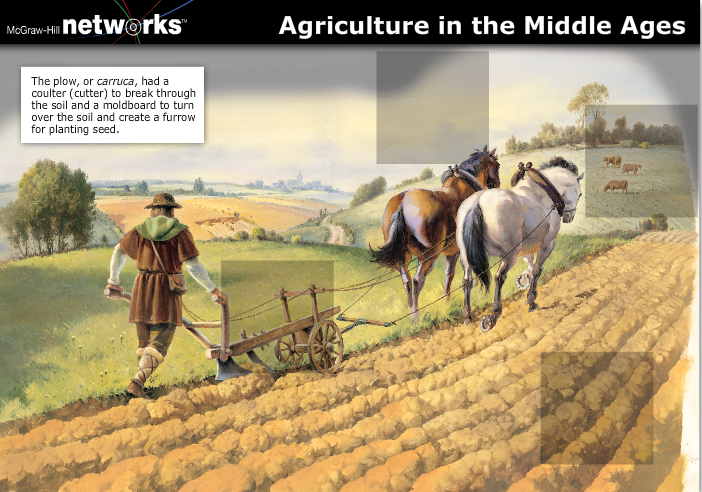 McGraw-Hill networks™
Agriculture in the Middle Ages
The plow, or carruca, had a
coulter (cutter) to break through
the soil and a moldboard to turn
over the soil and create a furrow
for planting seed.